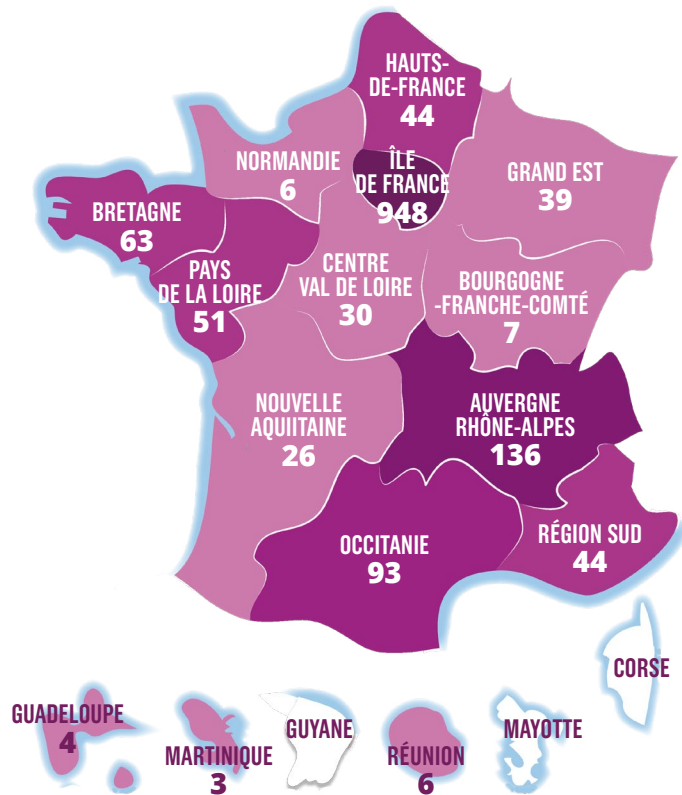 HAUTS-
DE-FRANCE
44
NORMANDIE
6
ÎLE
DE FRANCE
948
GRAND EST
39
BRETAGNE
63
PAYS
DE LA LOIRE
51
CENTRE
VAL DE LOIRE
30
BOURGOGNE
-FRANCHE-COMTÉ
7
NOUVELLE
AQUIITAINE
26
AUVERGNE
RHÔNE-ALPES
136
OCCITANIE
93
RÉGION SUD
44
CORSE
GUADELOUPE
4
MARTINIQUE
3
GUYANE
RÉUNION
6
MAYOTTE